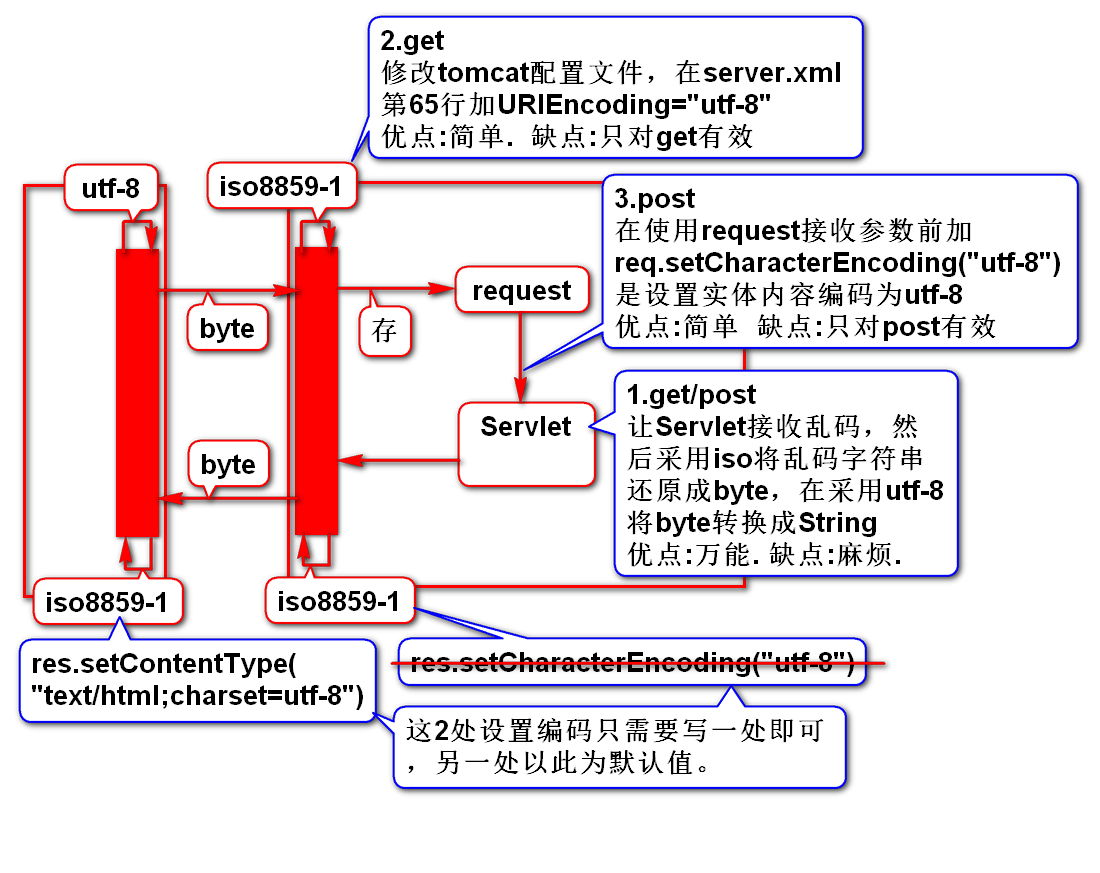 2.get
修改tomcat配置文件，在server.xml
第65行加URIEncoding="utf-8"
优点:简单. 缺点:只对get有效
utf-8
iso8859-1
3.post
在使用request接收参数前加
req.setCharacterEncoding("utf-8")
是设置实体内容编码为utf-8
优点:简单 缺点:只对post有效
request
byte
存
1.get/post
让Servlet接收乱码，然
后采用iso将乱码字符串
还原成byte，在采用utf-8
将byte转换成String
优点:万能.缺点:麻烦.
Servlet
byte
iso8859-1
iso8859-1
res.setContentType(
"text/html;charset=utf-8")
res.setCharacterEncoding("utf-8")
这2处设置编码只需要写一处即可
，另一处以此为默认值。